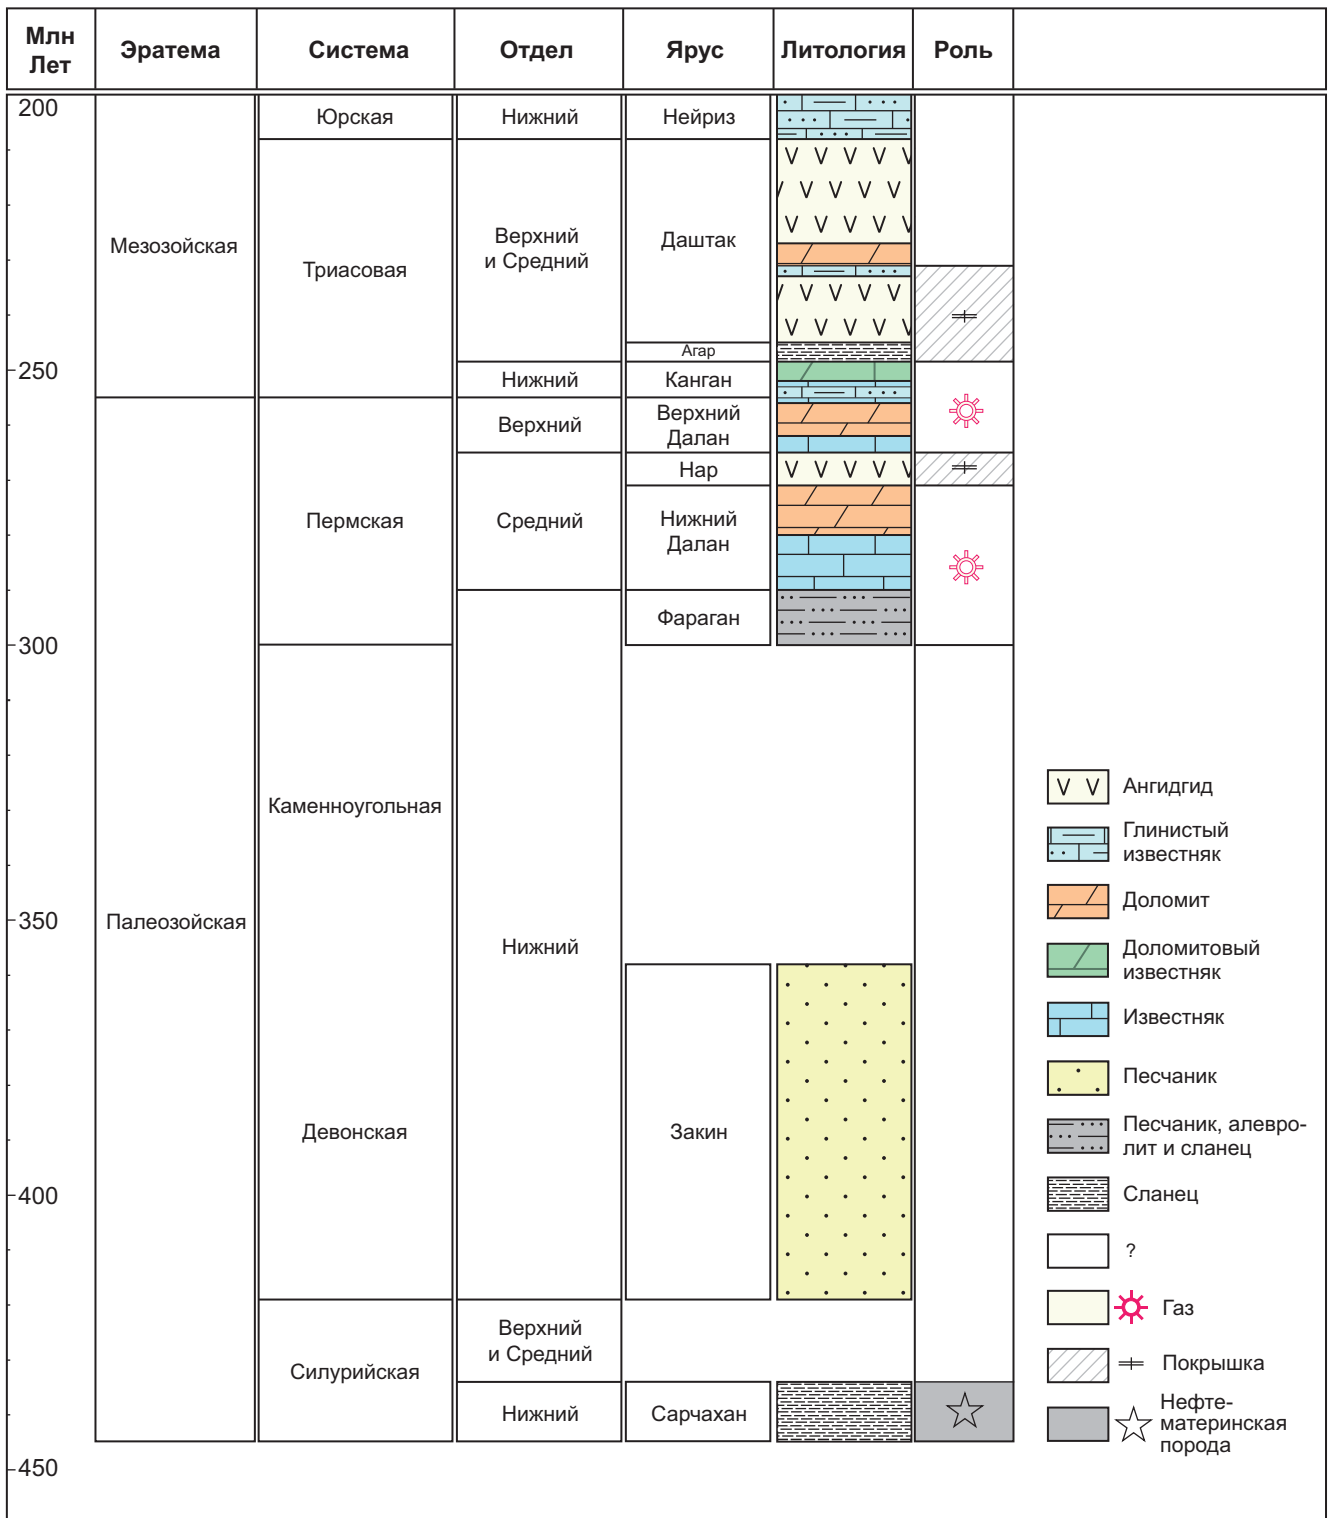 Млн
Лет
Эратема
Система
Отдел
Ярус
Литология
Роль
200
Юрская
Нижний
Нейриз
Мезозойская
Триасовая
Верхний
и Средний
Даштак
Агар
250
Нижний
Канган
Верхний
Верхний
Далан
Нар
Пермская
Средний
Нижний
Далан
Фараган
300
Каменноугольная
350
Палеозойская
Нижний
Девонская
Закин
400
Верхний
и Средний
Силурийская
Нижний
Сарчахан
450
Ангидгид
Глинистый
известняк
Доломит
Доломитовый
известняк
Известняк
Песчаник
Песчаник, алевро-
лит и сланец
Сланец
?
Газ
Покрышка
Нефте-
материнская
порода